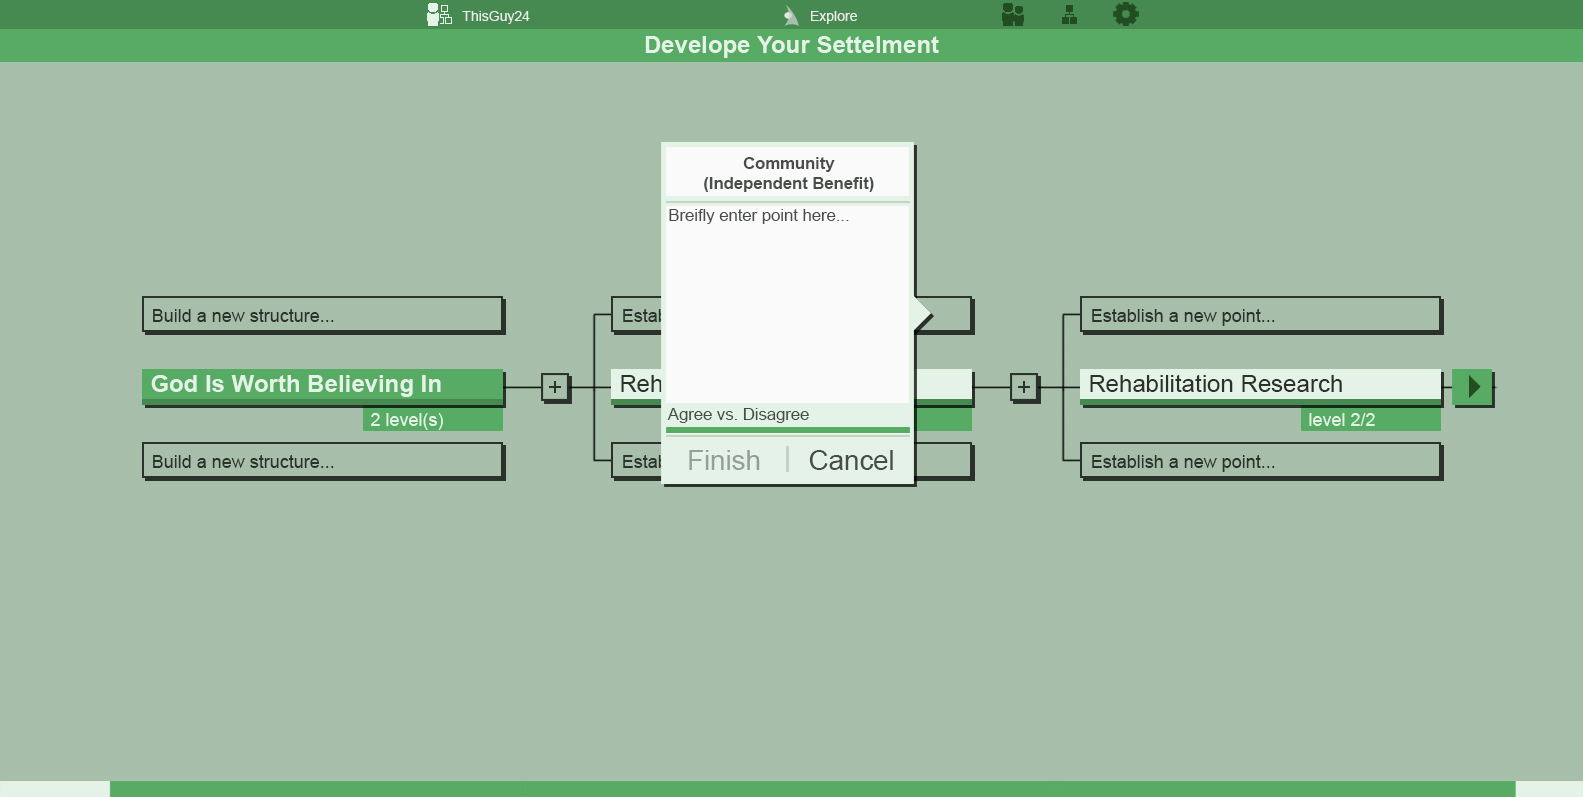 ThisGuy24
Explore
Develope Your Settelment
Community
(Independent Benefit)
Breifly enter point here...
Build a new structure...
Estab
Establish a new point...
God Is Worth Believing In
+
Reh
+
Rehabilitation Research
2 level(s)
Agree vs. Disagree
level 2/2
Build a new structure...
Estab
Finish | Cancel
Establish a new point...